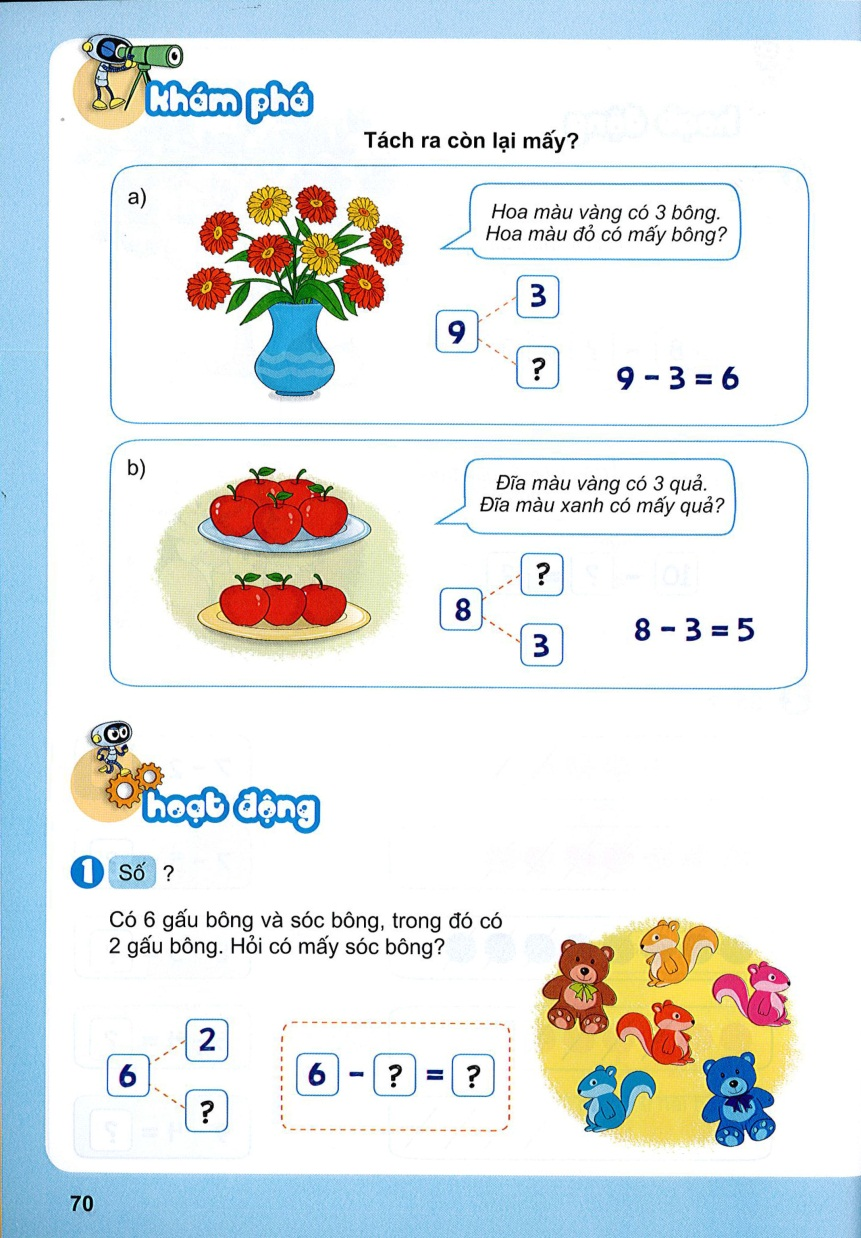 khám phá
Tách ra còn lại mấy?
a)
Hoa màu vàng có 3 bông.
Hoa màu đỏ có mấy bông?
3
9
?
9 - 3 = 6
b)
Đĩa màu vàng có 3 quả.
Đĩa màu xanh có mấy quả?
?
8
3
8 - 3 = 5
hoạt động
1 Số ?
Có 6 gấu bông và sóc bông, trong đó có
2 gấu bông. Hỏi có mấy sóc bông?
2
6
?
6 - ? = ?
70